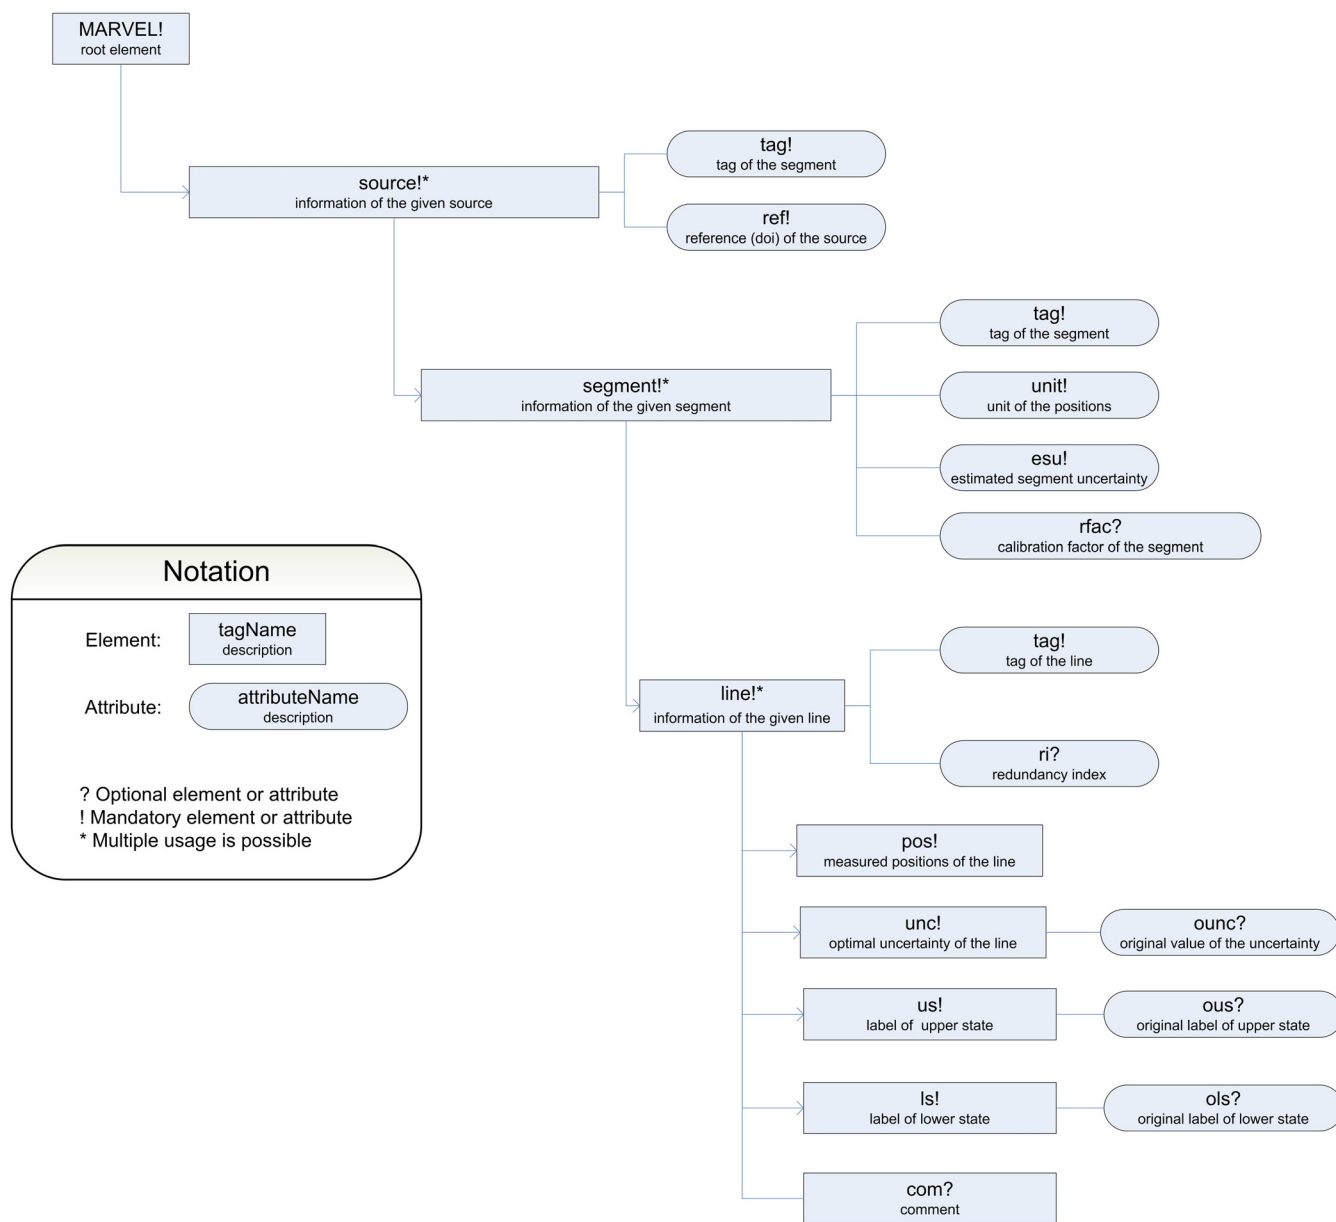 MARVEL!
root element
source!*
information of the given source
tag!
tag of the segment
ref!
reference (doi) of the source
segment!*
information of the given segment
tag!
tag of the segment
unit!
unit of the positions
esu!
estimated segment uncertainty
rfac?
calibration factor of the segment
Notation
Element:
tagName
description
Attribute:
attributeName
description
? Optional element or attribute
! Mandatory element or attribute
* Multiple usage is possible
line!*
information of the given line
tag!
tag of the line
ri?
redundancy index
pos!
measured positions of the line
unc!
optimal uncertainty of the line
ounc?
original value of the uncertainty
us!
label of upper state
ous?
original label of upper state
ls!
label of lower state
ols?
original label of lower state
com?
comment